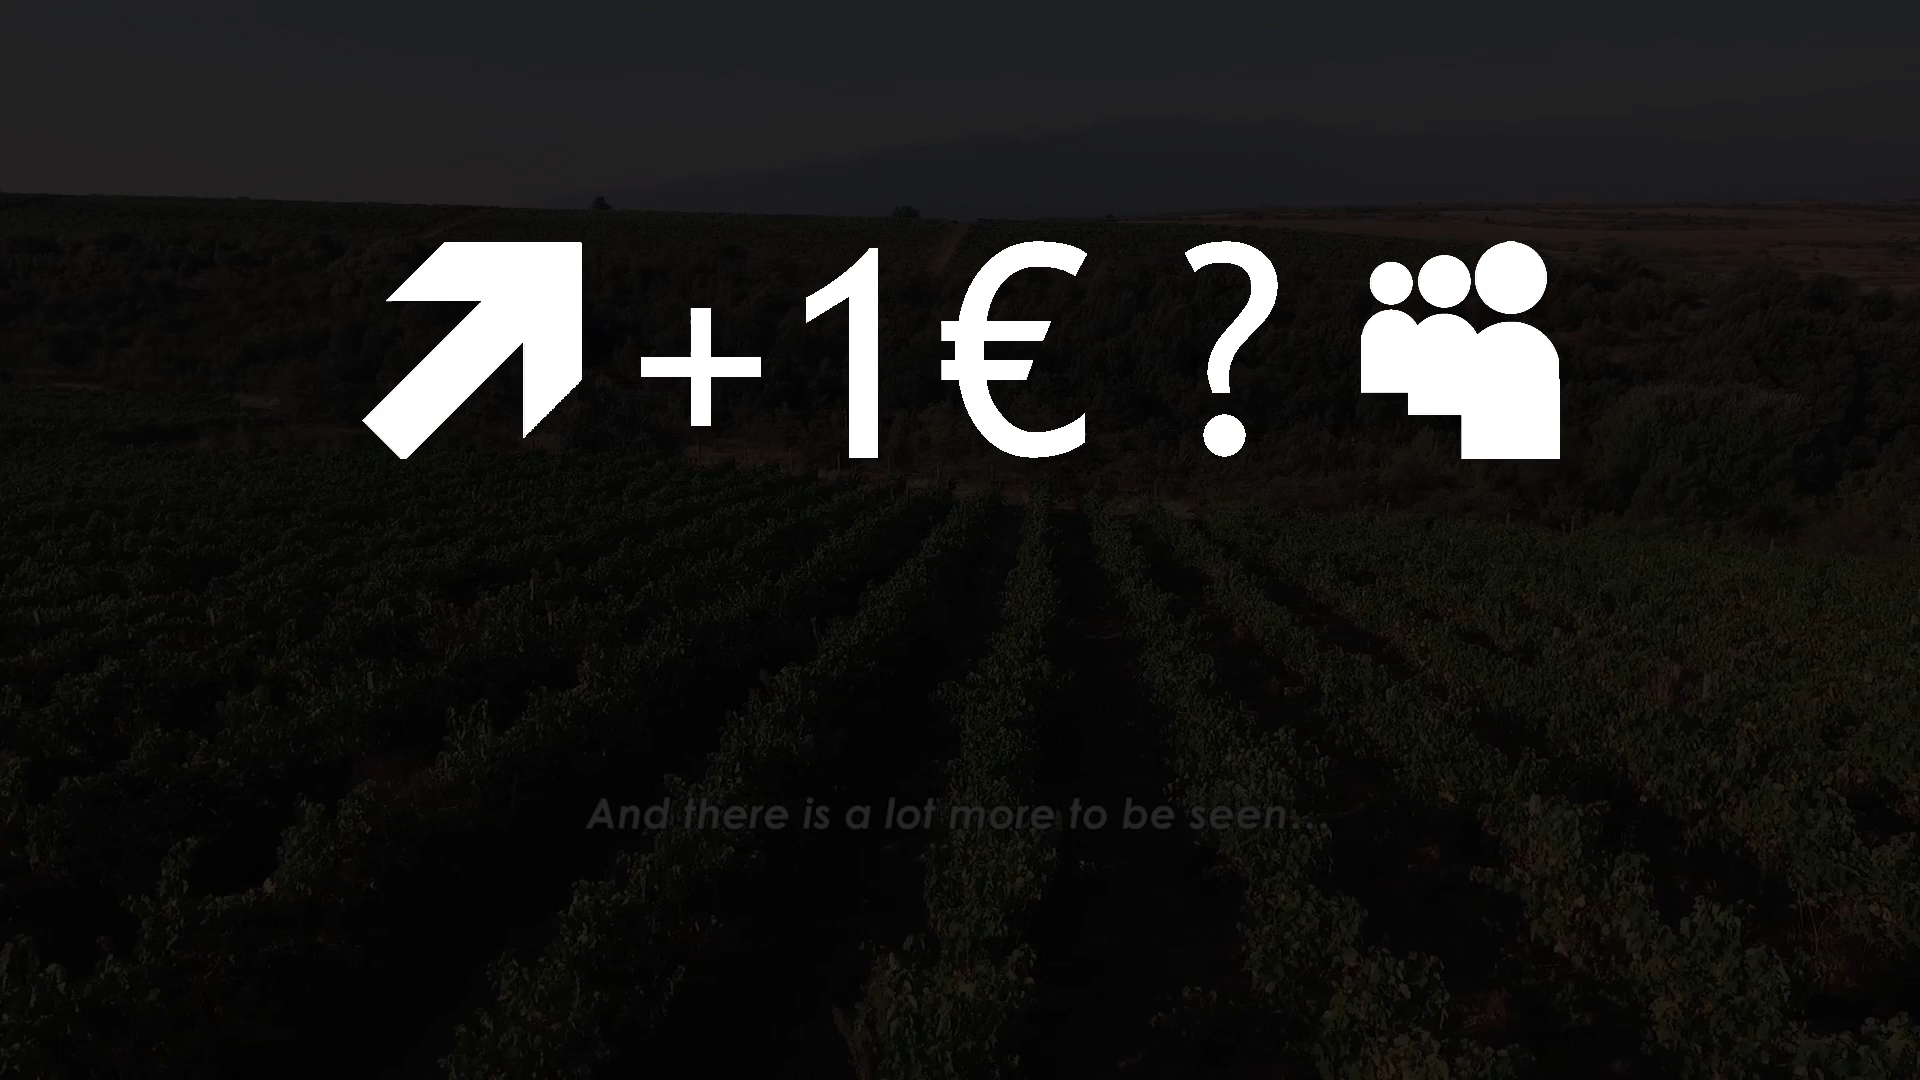 +1€ ?
And there is a lot more to be seen...